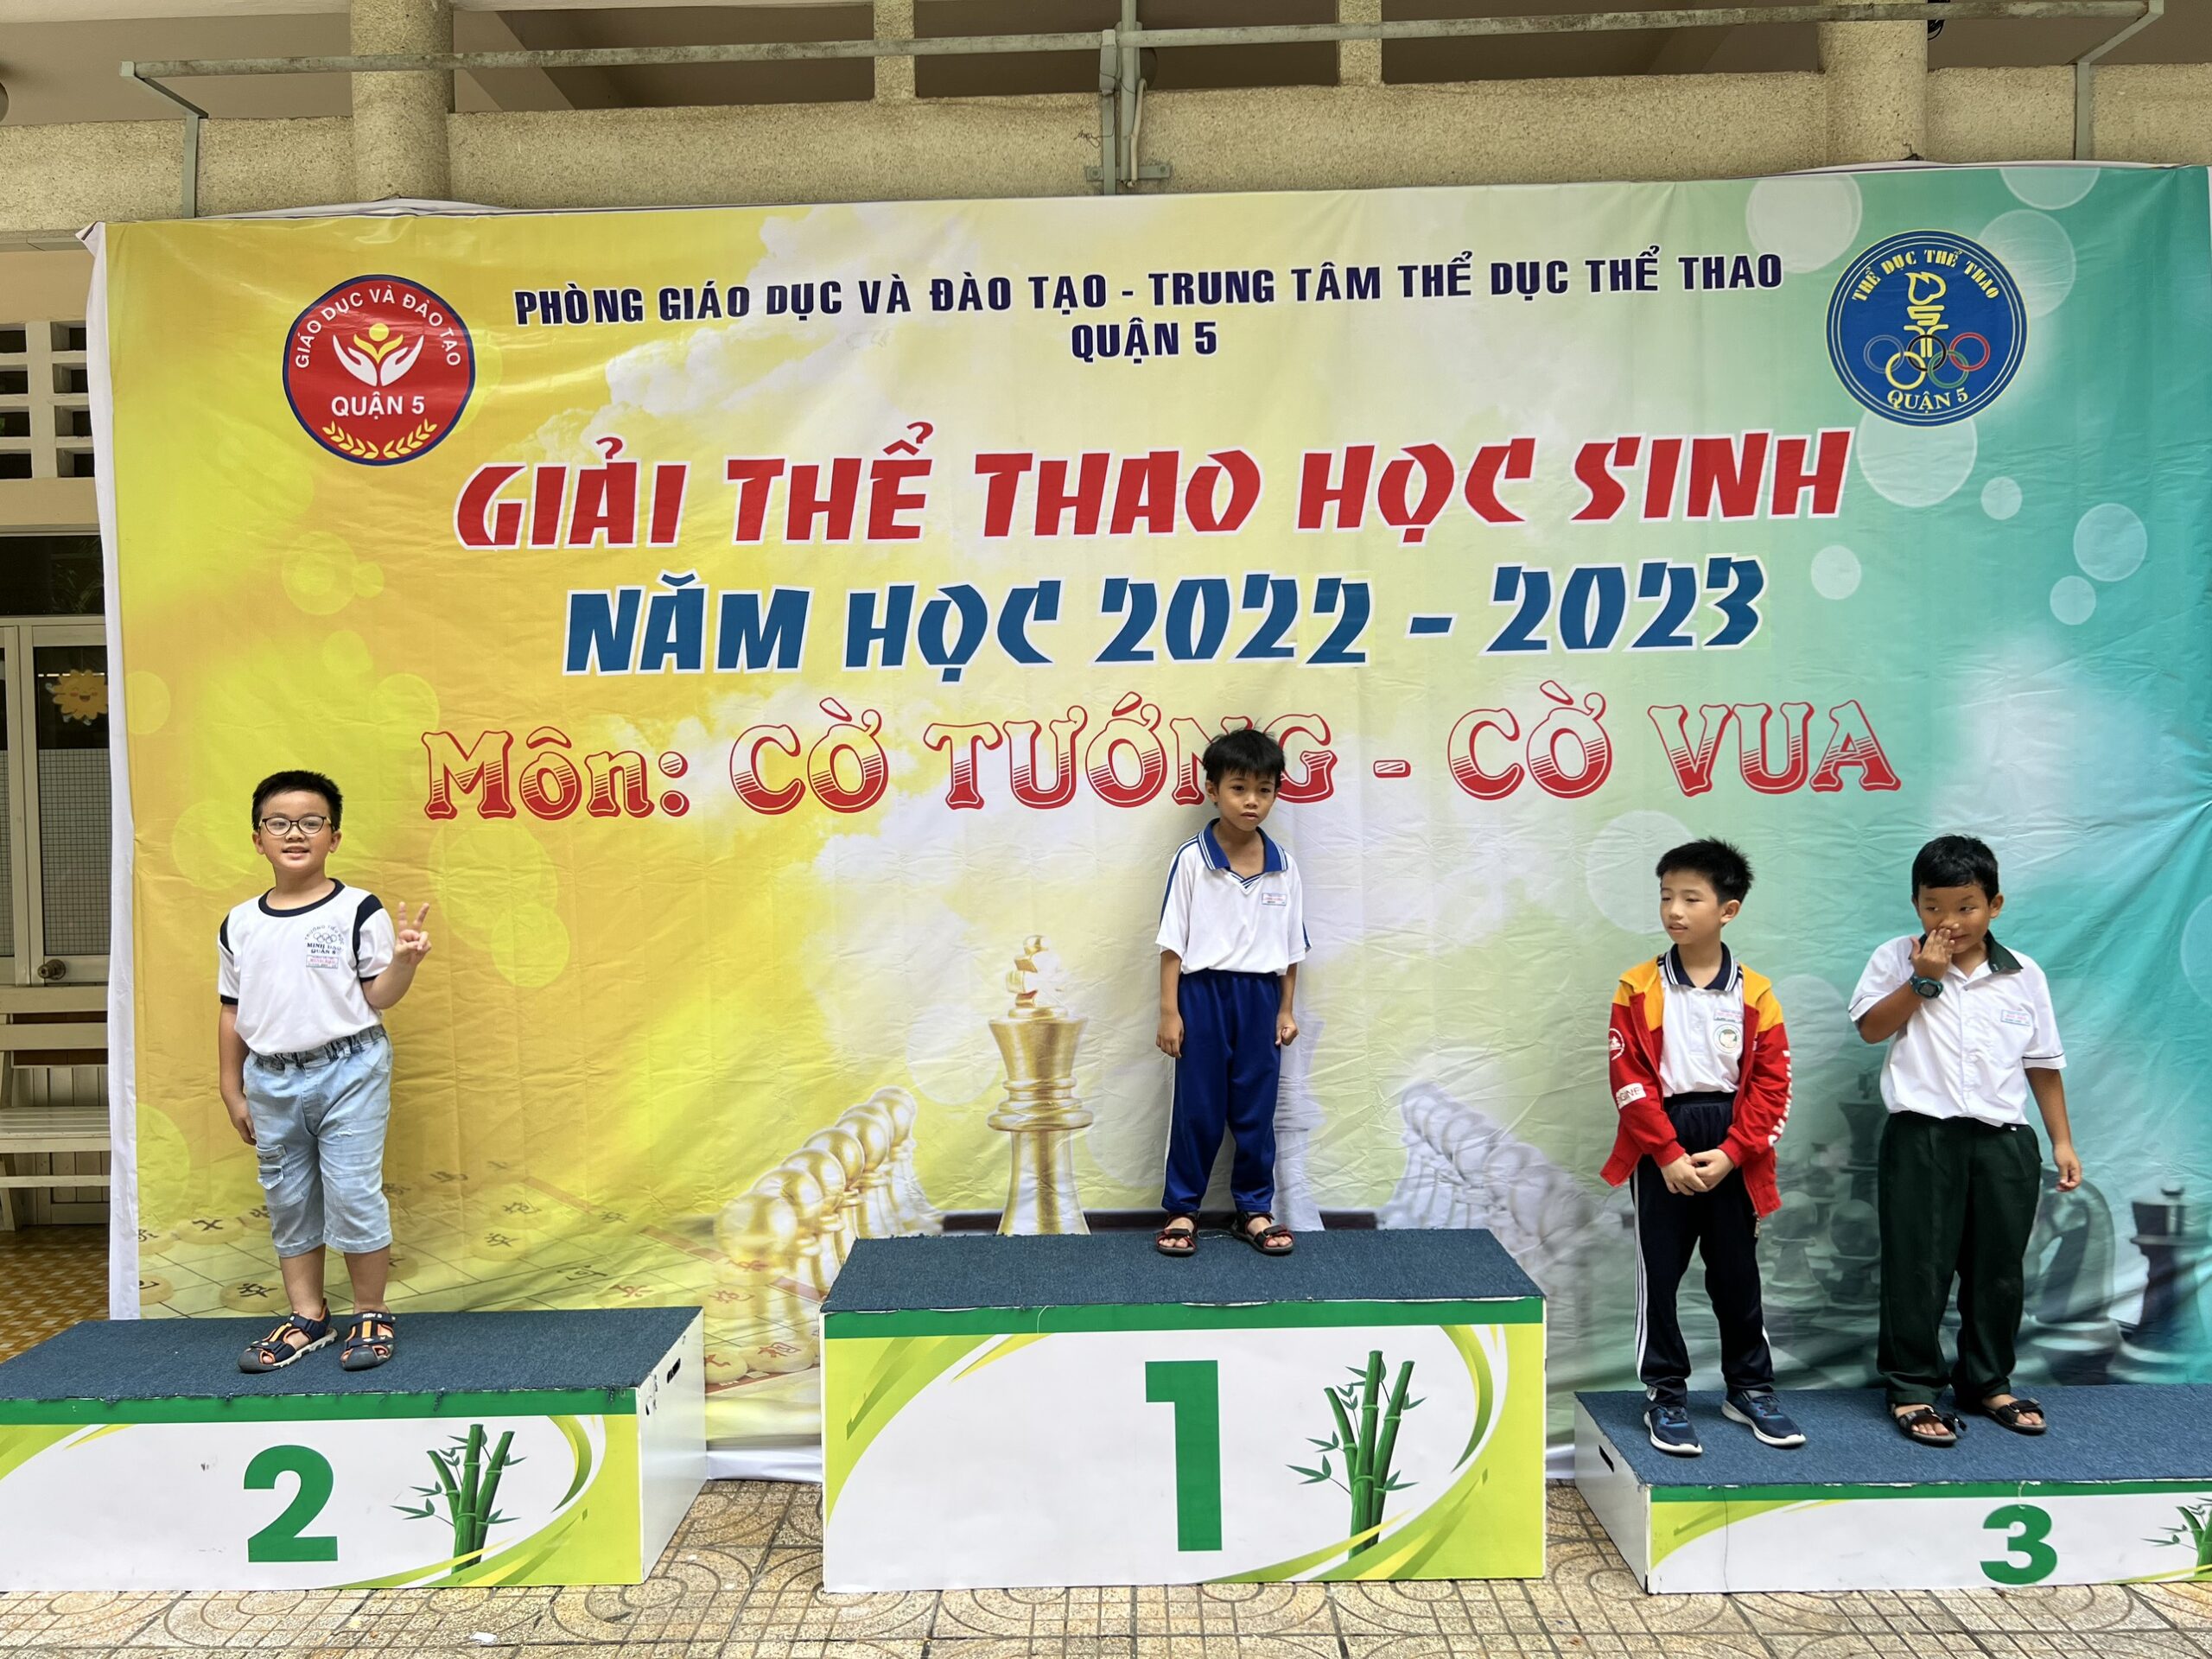 PHÒNG GIÁO DỤC VÀ ĐÀO TẠO - TRUNG TÂM THỂ DỤC THỂ THAO
QUẬN 5
GIÁO DỤC VÀ ĐÀO TẠO
QUẬN 5
THỂ DỤC THỂ THAO
QUẬN 5
GIẢI THỂ THAO HỌC SINH
NĂM HỌC 2022 - 2023
Môn: CỜ TƯỚNG - CỜ VUA
2
1
3